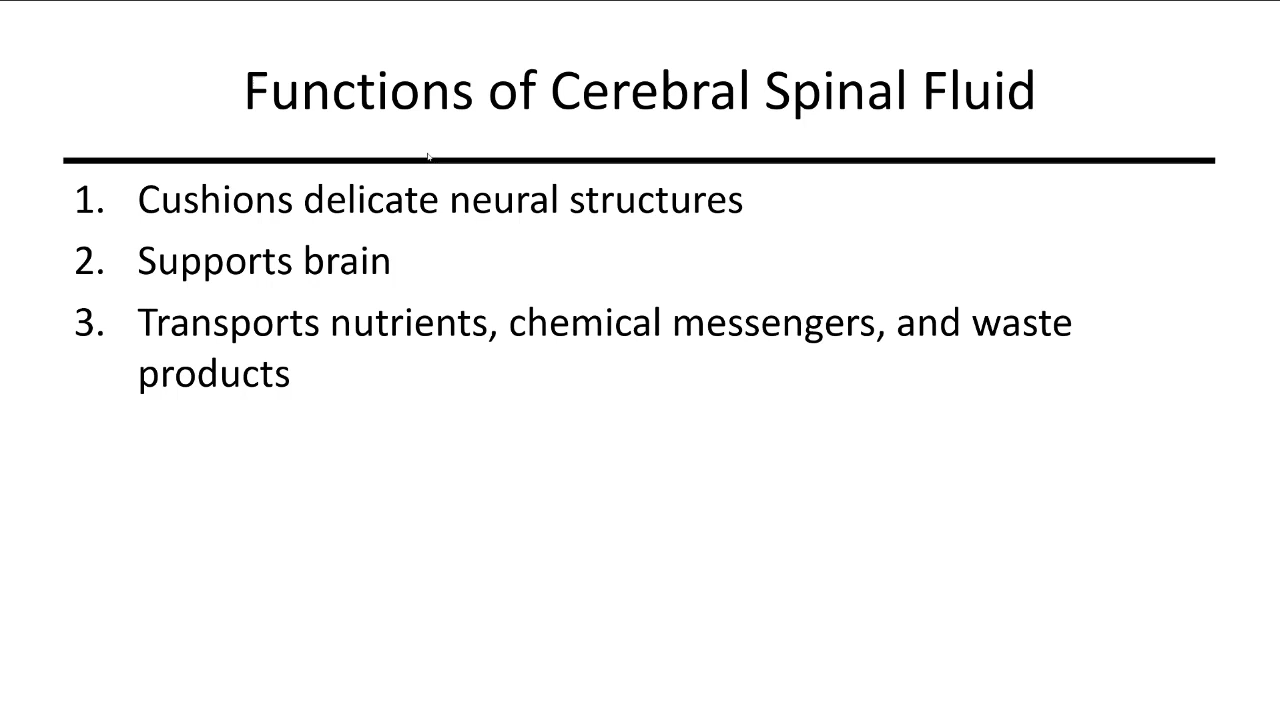 Functions of Cerebral Spinal Fluid
1. Cushions delicate neural structures
2. Supports brain
3. Transports nutrients, chemical messengers, and waste
products